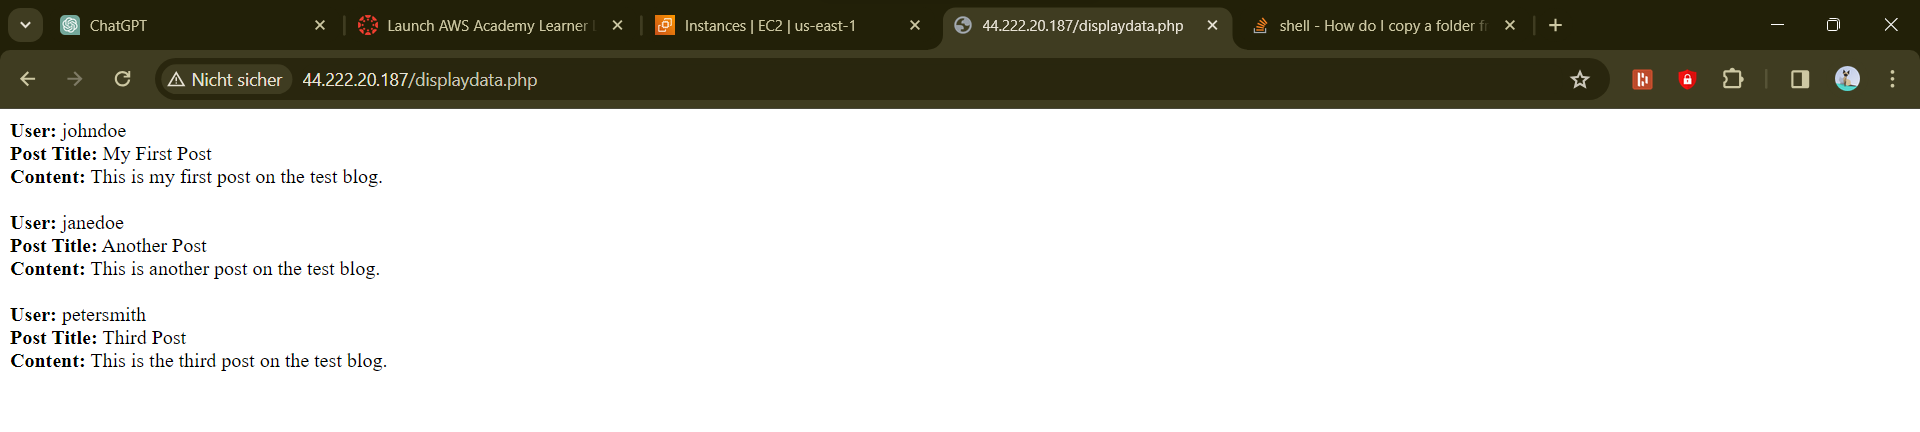 ChatGPT
Launch AWS Academy Learner
Instances | EC2 | us-east-1
44.222.20.187/displaydata.php
shell - How do I copy a folder fr
Nicht sicher
44.222.20.187/displaydata.php
User: johndoe
Post Title: My First Post
Content: This is my first post on the test blog.
User: janedoe
Post Title: Another Post
Content: This is another post on the test blog.
User: petersmith
Post Title: Third Post
Content: This is the third post on the test blog.